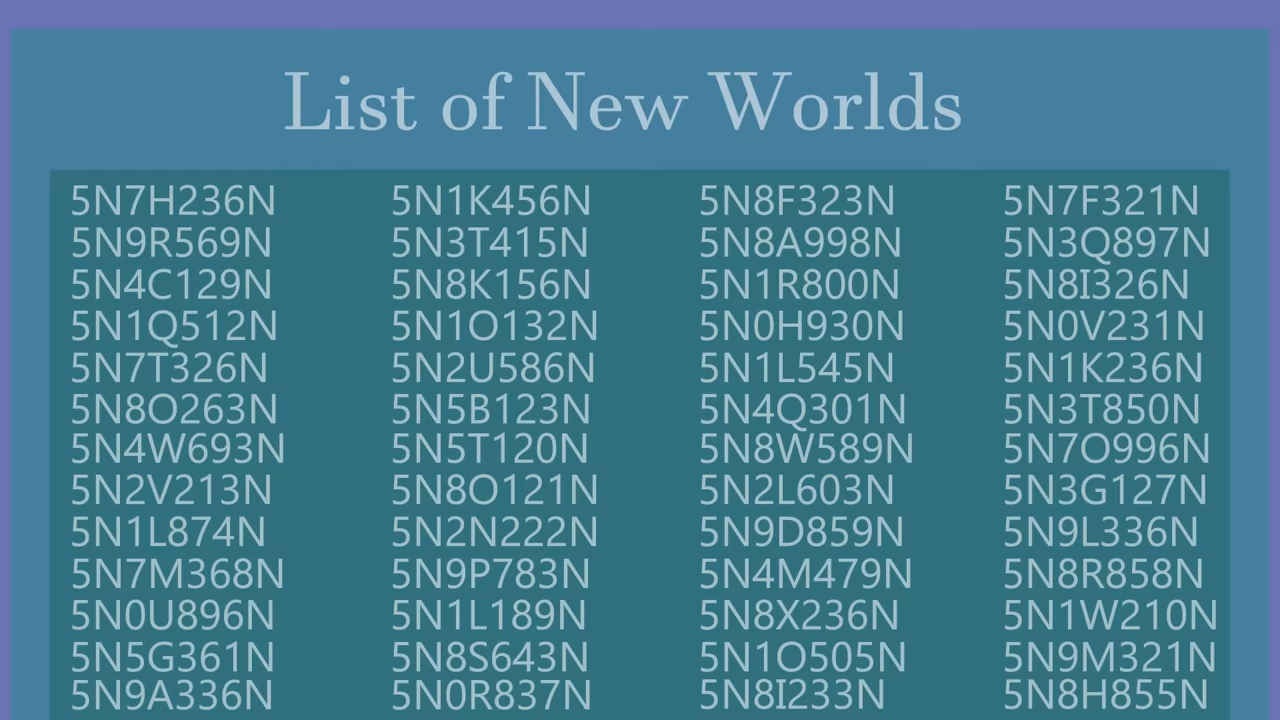 List of New Worlds
5N7H236N 5N1K456N 5N8F323N 5N7F321N
5N9R569N 5N3T415N 5N8A998N 5N3Q897N
5N4C129N 5N8K156N 5N1R800N 5N8I326N
5N1Q512N 5N1O132N 5N0H930N 5N0V231N
5N7T326N 5N2U586N 5N1L545N 5N1K236N
5N8O263N 5N5B123N 5N4Q301N 5N3T850N
5N4W693N 5N5T120N 5N8W589N 5N7O996N
5N2V213N 5N8O121N 5N2L603N 5N3G127N
5N1L874N 5N2N222N 5N9D859N 5N9L336N
5N7M368N 5N9P783N 5N4M479N 5N8R858N
5N0U896N 5N1L189N 5N8X236N 5N1W210N
5N5G361N 5N8S643N 5N1O505N 5N9M321N
5N9A336N 5N0R837N 5N8I233N 5N8H855N